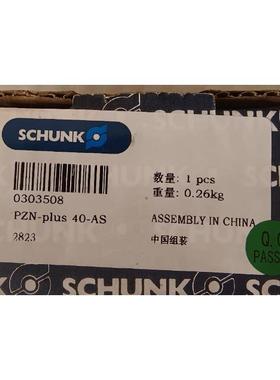 SCHUNK
0303508
PZN-plus 40-AS
2823
数量: 1 pcs
重量: 0.26kg
ASSEMBLY IN CHINA
中国组装
PASS